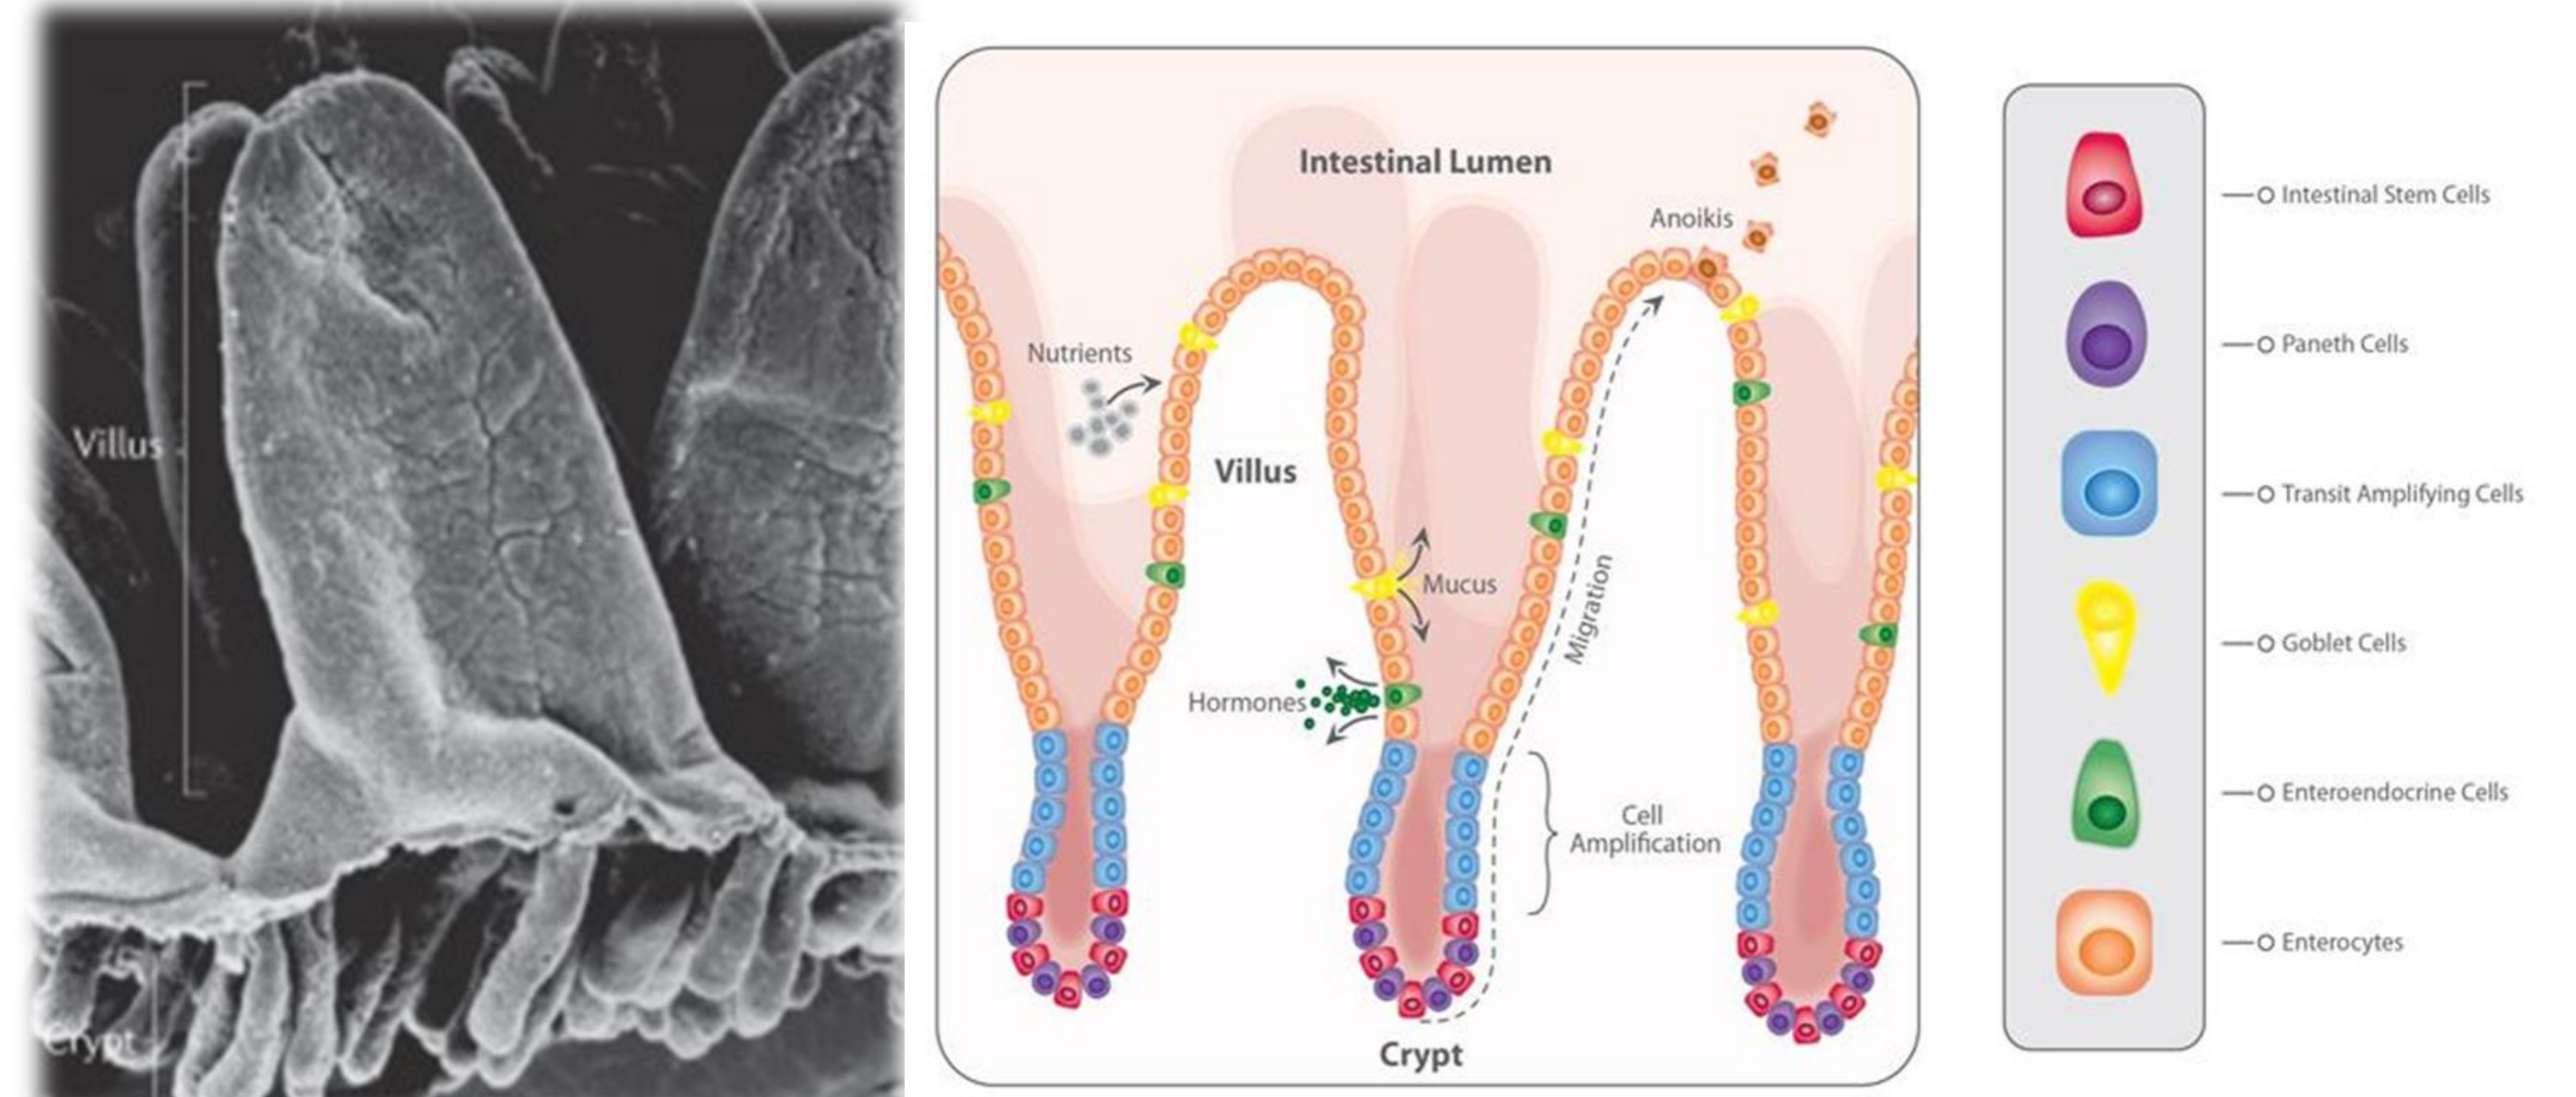 Villus
Crypt
Intestinal Lumen
Anoikis
Nutrients
Villus
Mucus
Migration
Hormones
Cell
Amplification
Crypt
Intestinal Stem Cells
Paneth Cells
Transit Amplifying Cells
Goblet Cells
Enteroendocrine Cells
Enterocytes